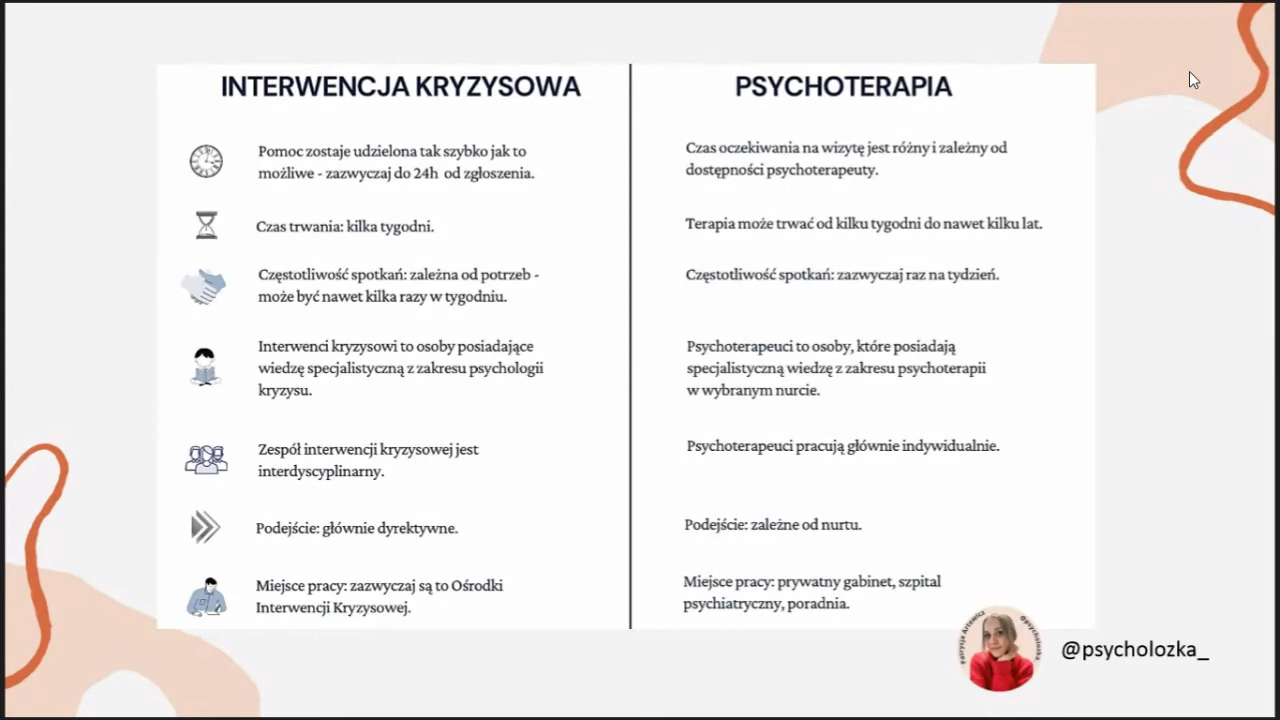 INTERWENCJA KRYZYSOWA
Pomoc zostaje udzielona tak szybko jak to
możliwe - zazwyczaj do 24h od zgłoszenia.
Czas trwania: kilka tygodni.
Częstotliwość spotkań: zależna od potrzeb -
może być nawet kilka razy w tygodniu.
Interwenci kryzysowi to osoby posiadające
wiedzę specjalistyczną z zakresu psychologii
kryzysu.
Zespół interwencji kryzysowej jest
interdyscyplinarny.
Podejście: głównie dyrektywne.
Miejsce pracy: zazwyczaj są to Ośrodki
Interwencji Kryzysowej.
PSYCHOTERAPIA
Czas oczekiwania na wizytę jest różny i zależny od
dostępności psychoterapeuty.
Terapia może trwać od kilku tygodni do nawet kilku lat.
Częstotliwość spotkań: zazwyczaj raz na tydzień.
Psychoterapeuci to osoby, które posiadają
specjalistyczną wiedzę z zakresu psychoterapii
w wybranym nurcie.
Psychoterapeuci pracują głównie indywidualnie.
Podejście: zależne od nurtu.
Miejsce pracy: prywatny gabinet, szpital
psychiatryczny, poradnia.
@psycholozka
@psycholozka_